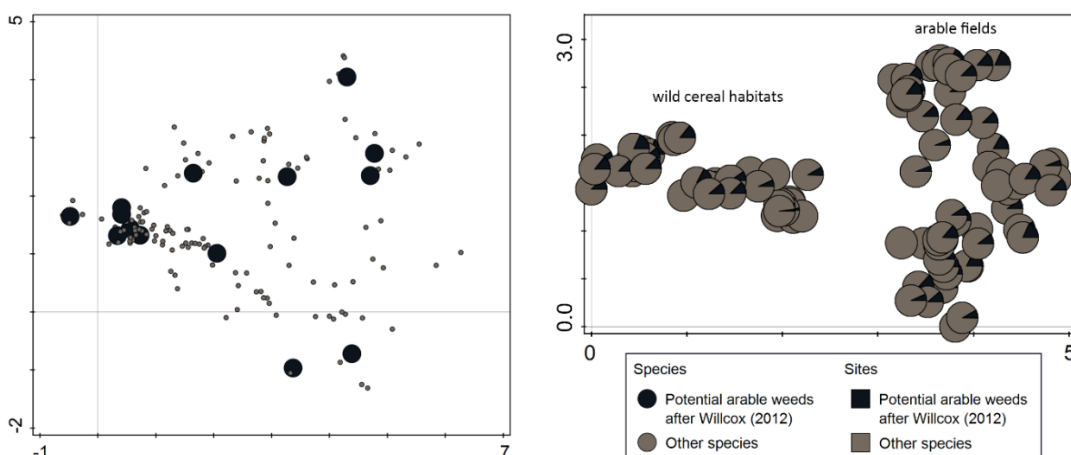 5
-2
-1
7
arable fields
wild cereal habitats
3.0
0.0
0
5
Species
Potential arable weeds
after Willcox (2012)
Other species
Sites
Potential arable weeds
after Willcox (2012)
Other species